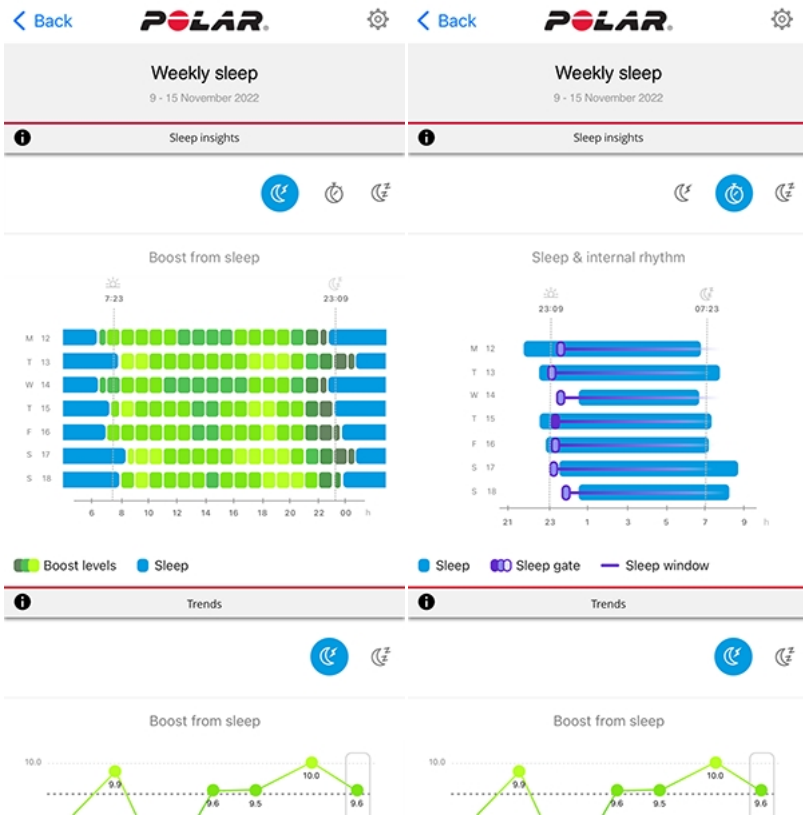 Back
POLAR.
Weekly sleep
9 - 15 November 2022
Sleep insights
Boost from sleep
7:23 23:09
M 12
T 13
W 14
T 15
F 16
S 17
S 18
6 8 10 12 14 16 18 20 22 00 h
Boost levels Sleep
Trends
Boost from sleep
10.0
9.9
10.0
9.6 9.5 9.6
Back
POLAR.
Weekly sleep
9 - 15 November 2022
Sleep insights
Sleep & internal rhythm
23:09 07:23
M 12
T 13
W 14
T 15
F 16
S 17
S 18
21 23 1 3 5 7 9 h
Sleep Sleep gate Sleep window
Trends
Boost from sleep
10.0
9.9
10.0
9.6 9.5 9.6